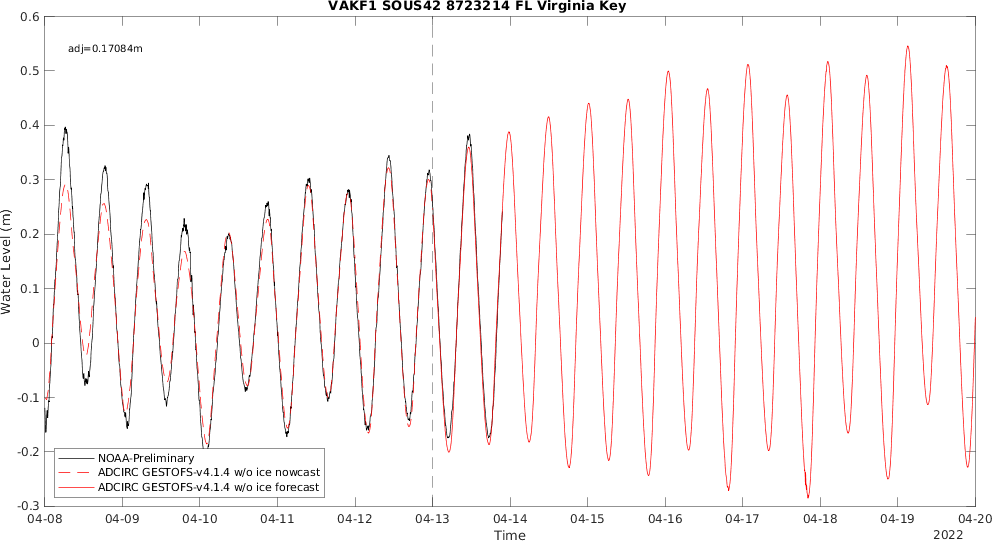 VAKF1 SOUS42 8723214 FL Virginia Key
adj=0.17084m
Water Level (m)
0.6
0.5
0.4
0.3
0.2
0.1
0
-0.1
-0.2
-0.3
NOAA-Preliminary
ADCIRC GESTOFS-v4.1.4 w/o ice nowcast
ADCIRC GESTOFS-v4.1.4 w/o ice forecast
04-08 04-09 04-10 04-11 04-12 04-13 04-14 04-15 04-16 04-17 04-18 04-19 04-20
Time
2022